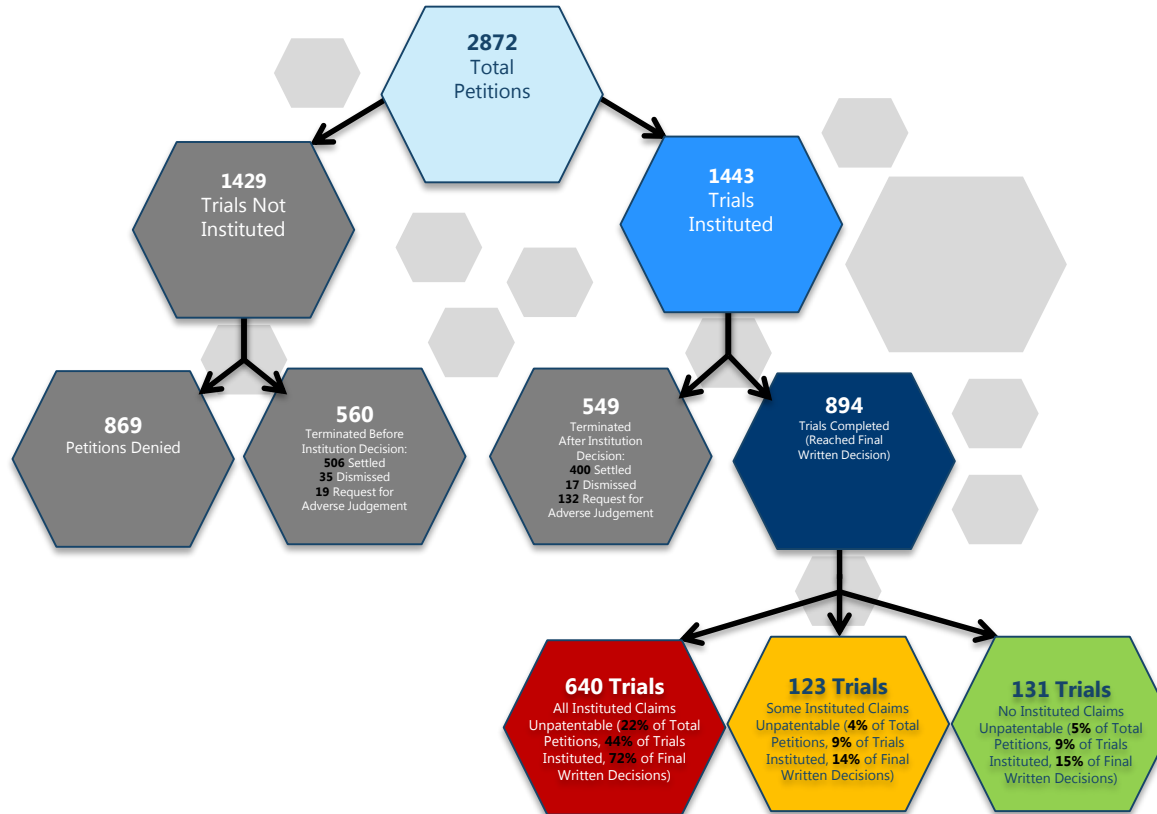 2872
Total
Petitions
1429
Trials Not
Instituted
1443
Trials
Instituted
869
Petitions Denied
560
Terminated Before
Institution Decision:
506 Settled
35 Dismissed
19 Request for
Adverse Judgement
549
Terminated
After Institution
Decision:
400 Settled
17 Dismissed
132 Request for
Adverse Judgement
894
Trials Completed
(Reached Final
Written Decision)
640 Trials
All Instituted Claims
Unpatentable (22% of Total
Petitions, 44% of Trials
Instituted, 72% of Final
Written Decisions)
123 Trials
Some Instituted Claims
Unpatentable (4% of Total
Petitions, 9% of Trials
Instituted, 14% of Final
Written Decisions)
131 Trials
No Instituted Claims
Unpatentable (5% of Total
Petitions, 9% of Trials
Instituted, 15% of Final
Written Decisions)